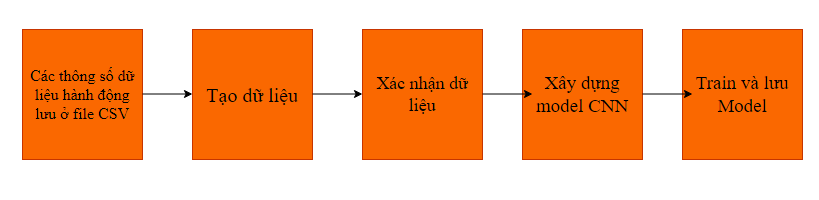 Các thông số dữ
liệu hành động
lưu ở file CSV
Tạo dữ liệu
Xác nhận dữ
liệu
Xây dựng
model CNN
Train và lưu
Model